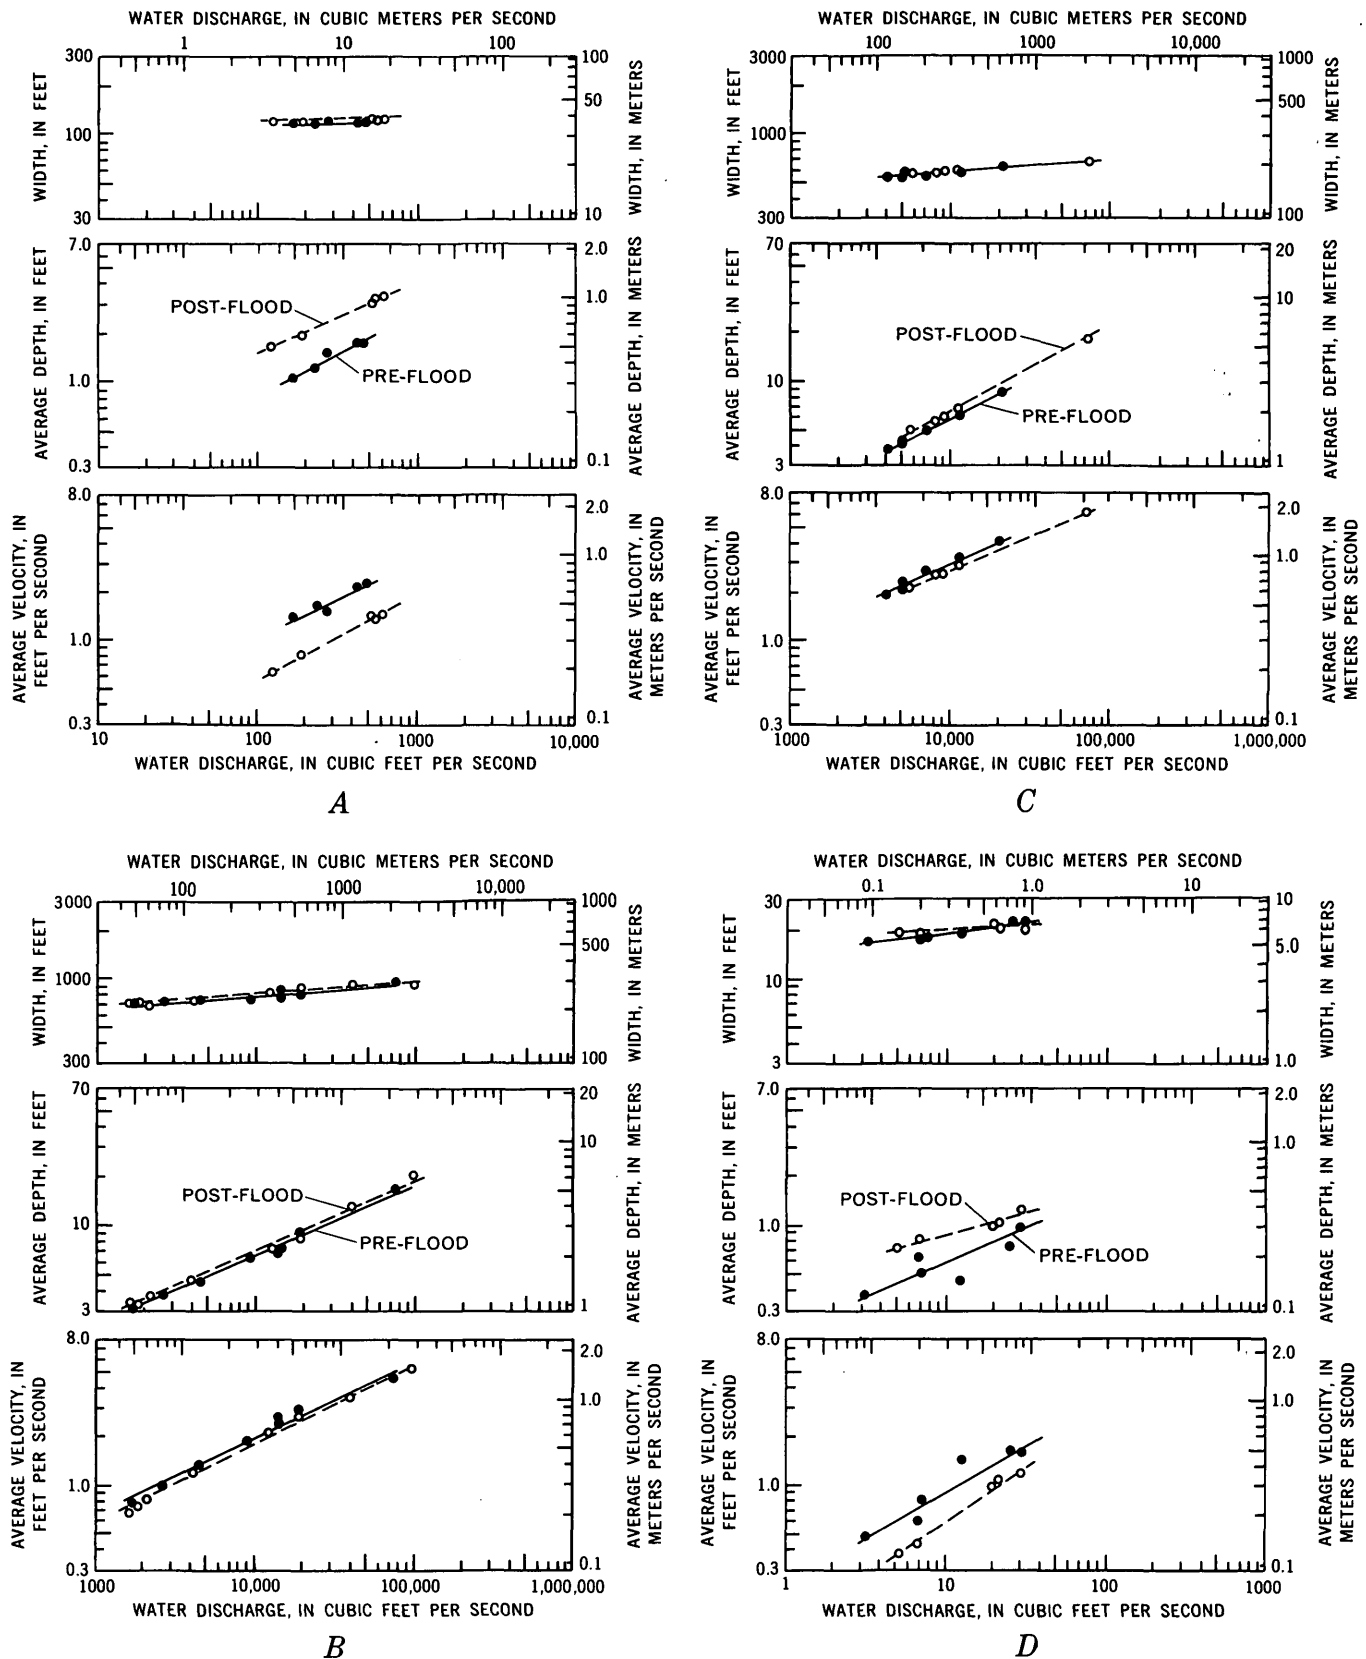 WATER DISCHARGE, IN CUBIC METERS PER SECOND
1 10 100
300 100
WIDTH, IN FEET
50
100
30 10
WIDTH, IN METERS
7.0 2.0
AVERAGE DEPTH, IN FEET
POST-FLOOD
1.0
1.0
PRE-FLOOD
0.3 0.1
AVERAGE DEPTH, IN METERS
8.0 2.0
AVERAGE VELOCITY, IN
FEET PER SECOND
1.0
1.0
0.3 0.1
AVERAGE VELOCITY, IN
METERS PER SECOND
10 100 1000 10,000
WATER DISCHARGE, IN CUBIC FEET PER SECOND
A
WATER DISCHARGE, IN CUBIC METERS PER SECOND
100 1000 10,000
3000 1000
WIDTH, IN FEET
500
1000
300 100
WIDTH, IN METERS
70 20
AVERAGE DEPTH, IN FEET
10
POST-FLOOD
10
PRE-FLOOD
3 1
AVERAGE DEPTH, IN METERS
8.0 2.0
AVERAGE VELOCITY, IN
FEET PER SECOND
1.0
1.0
0.3 0.1
AVERAGE VELOCITY, IN
METERS PER SECOND
1000 10,000 100,000 1,000,000
WATER DISCHARGE, IN CUBIC FEET PER SECOND
C
WATER DISCHARGE, IN CUBIC METERS PER SECOND
100 1000 10,000
3000 1000
WIDTH, IN FEET
500
1000
300 100
WIDTH, IN METERS
70 20
AVERAGE DEPTH, IN FEET
10
POST-FLOOD
10
PRE-FLOOD
3 1
AVERAGE DEPTH, IN METERS
8.0 2.0
AVERAGE VELOCITY, IN
FEET PER SECOND
1.0
1.0
0.3 0.1
AVERAGE VELOCITY, IN
METERS PER SECOND
1000 10,000 100,000 1,000,000
WATER DISCHARGE, IN CUBIC FEET PER SECOND
B
WATER DISCHARGE, IN CUBIC METERS PER SECOND
0.1 1.0 10
30 10
WIDTH, IN FEET
5.0
10
3 1.0
WIDTH, IN METERS
7.0 2.0
AVERAGE DEPTH, IN FEET
1.0
POST-FLOOD
1.0
PRE-FLOOD
0.3 0.1
AVERAGE DEPTH, IN METERS
8.0 2.0
AVERAGE VELOCITY, IN
FEET PER SECOND
1.0
1.0
0.3 0.1
AVERAGE VELOCITY, IN
METERS PER SECOND
1 10 100 1000
WATER DISCHARGE, IN CUBIC FEET PER SECOND
D